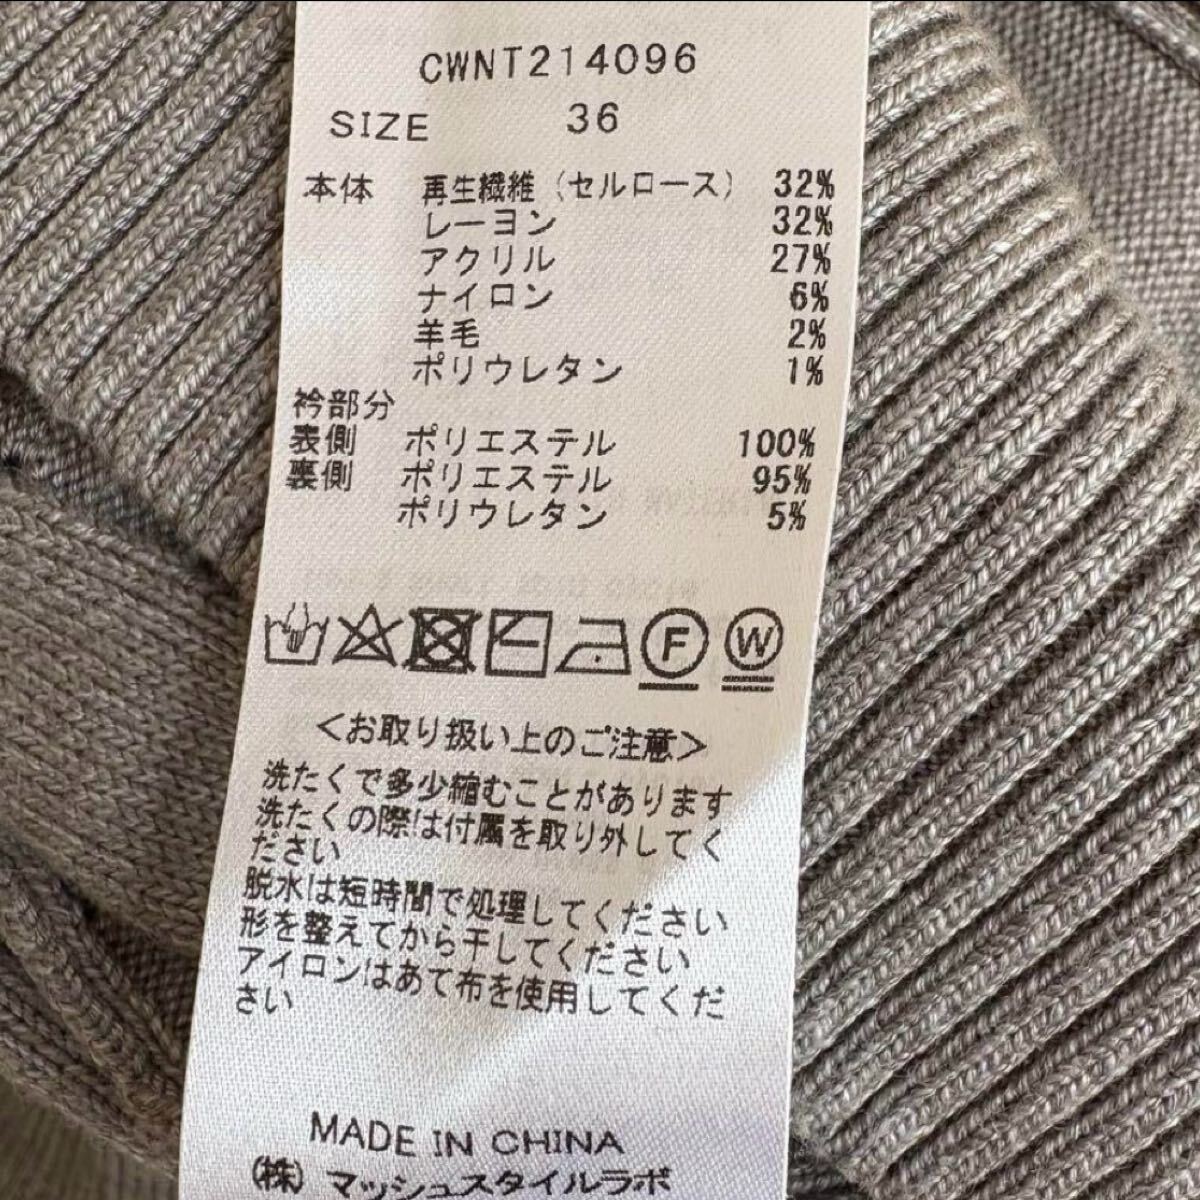 CWNT214096
SIZE 36
本体 再生繊維(セルロース) 32%
レーヨン 32%
アクリル 27%
ナイロン 6%
羊毛 2%
ポリウレタン 1%
衿部分
表側 ポリエステル 100%
裏側 ポリエステル 95%
ポリウレタン 5%
F W
<お取り扱い上のご注意>
洗たくで多少縮むことがあります
洗たくの際は付属を取り外してく
ださい
脱水は短時間で処理してください
形を整えてから干してください
アイロンはあて布を使用してくだ
さい
MADE IN CHINA
(株)マッシュスタイルラボ